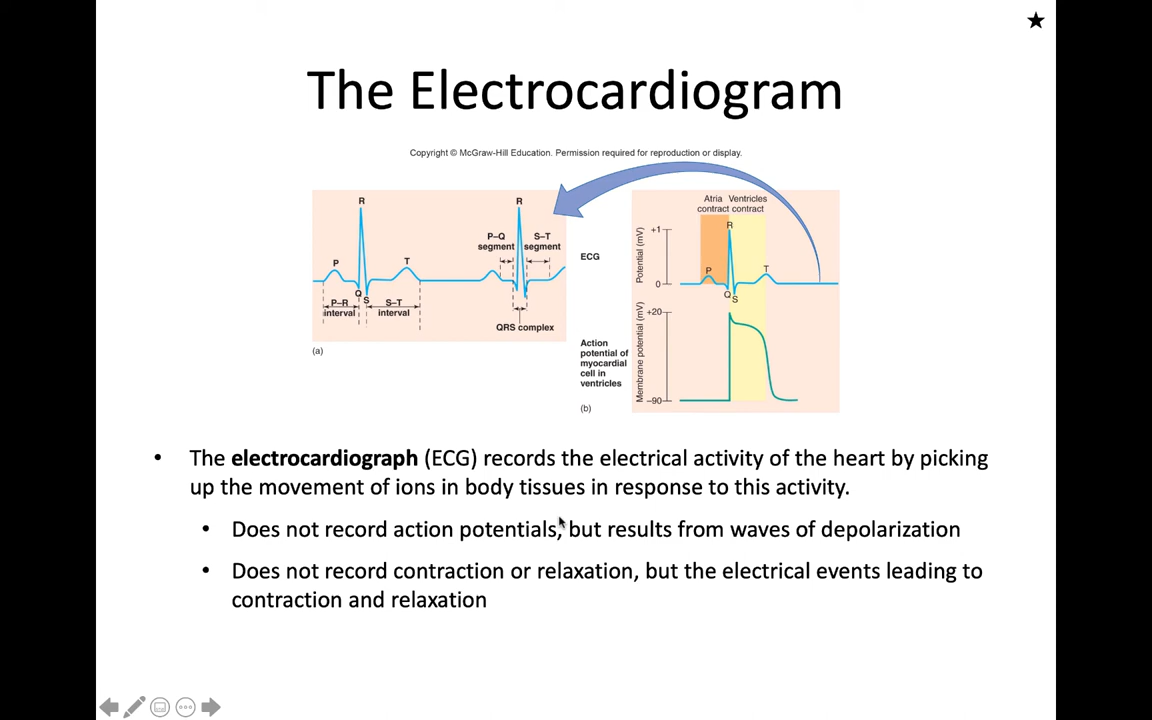 The Electrocardiogram
Copyright © McGraw-Hill Education. Permission required for reproduction or display.
R
P
T
Q
S
P–R
interval
S–T
interval
R
P–Q
segment
S–T
segment
QRS complex
(a)
ECG
Action
potential of
myocardial
cell in
ventricles
(b)
Atria
contract
Ventricles
contract
Potential (mV)
+1
0
R
P
T
Q
S
Membrane potential (mV)
+20
–90
• The electrocardiograph (ECG) records the electrical activity of the heart by picking
up the movement of ions in body tissues in response to this activity.
• Does not record action potentials, but results from waves of depolarization
• Does not record contraction or relaxation, but the electrical events leading to
contraction and relaxation